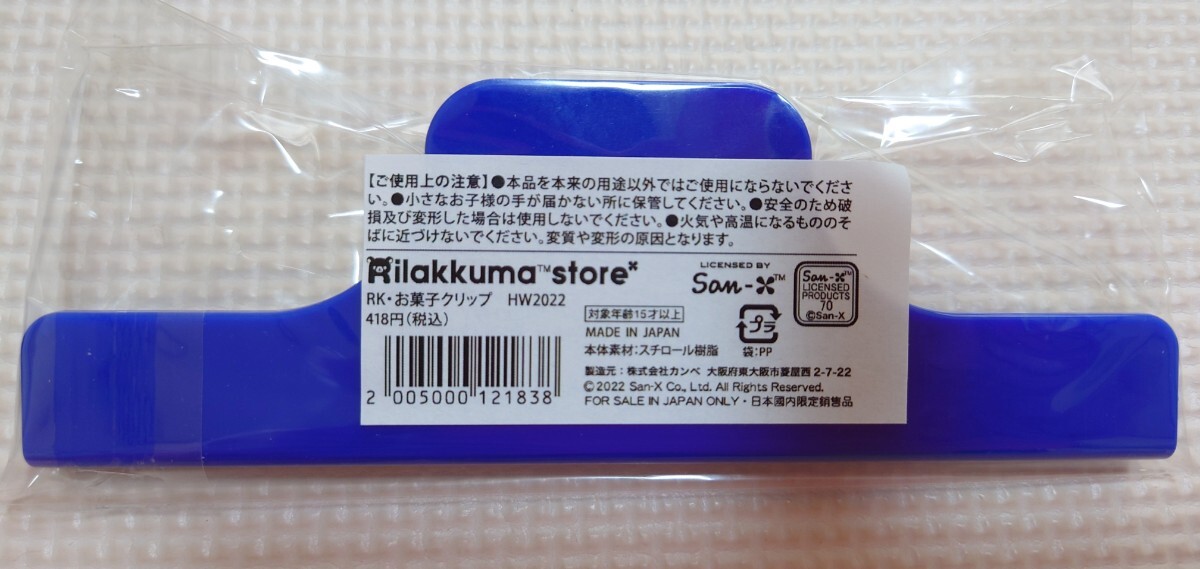 【ご使用上の注意】●本品を本来の用途以外ではご使用にならないでくださ
い。●小さなお子様の手が届かない所に保管してください。●安全のため破
損及び変形した場合は使用しないでください。●火気や高温になるもののそ
ばに近づけないでください。変質や変形の原因となります。
Rilakkuma™store
RK・お菓子クリップ HW2022
418円(税込)
2 005000 121838
LICENSED BY
San-X™
San-X™
LICENSED
PRODUCTS
70
©San-X
対象年齢15才以上
MADE IN JAPAN
本体素材:スチロール樹脂
プラ
袋:PP
製造元:株式会社カンベ 大阪府東大阪市菱屋西2-7-22
©2022 San-X Co., Ltd. All Rights Reserved.
FOR SALE IN JAPAN ONLY・日本國内限定銷售品